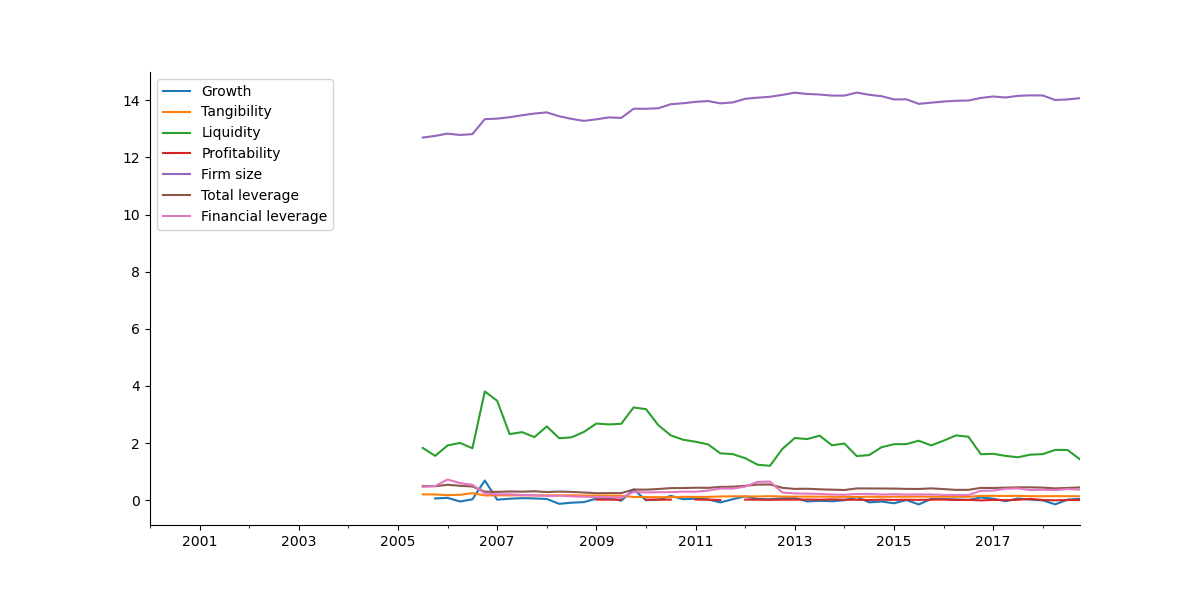 14
12
10
8
6
4
2
0
Growth
Tangibility
Liquidity
Profitability
Firm size
Total leverage
Financial leverage
2001 2003 2005 2007 2009 2011 2013 2015 2017